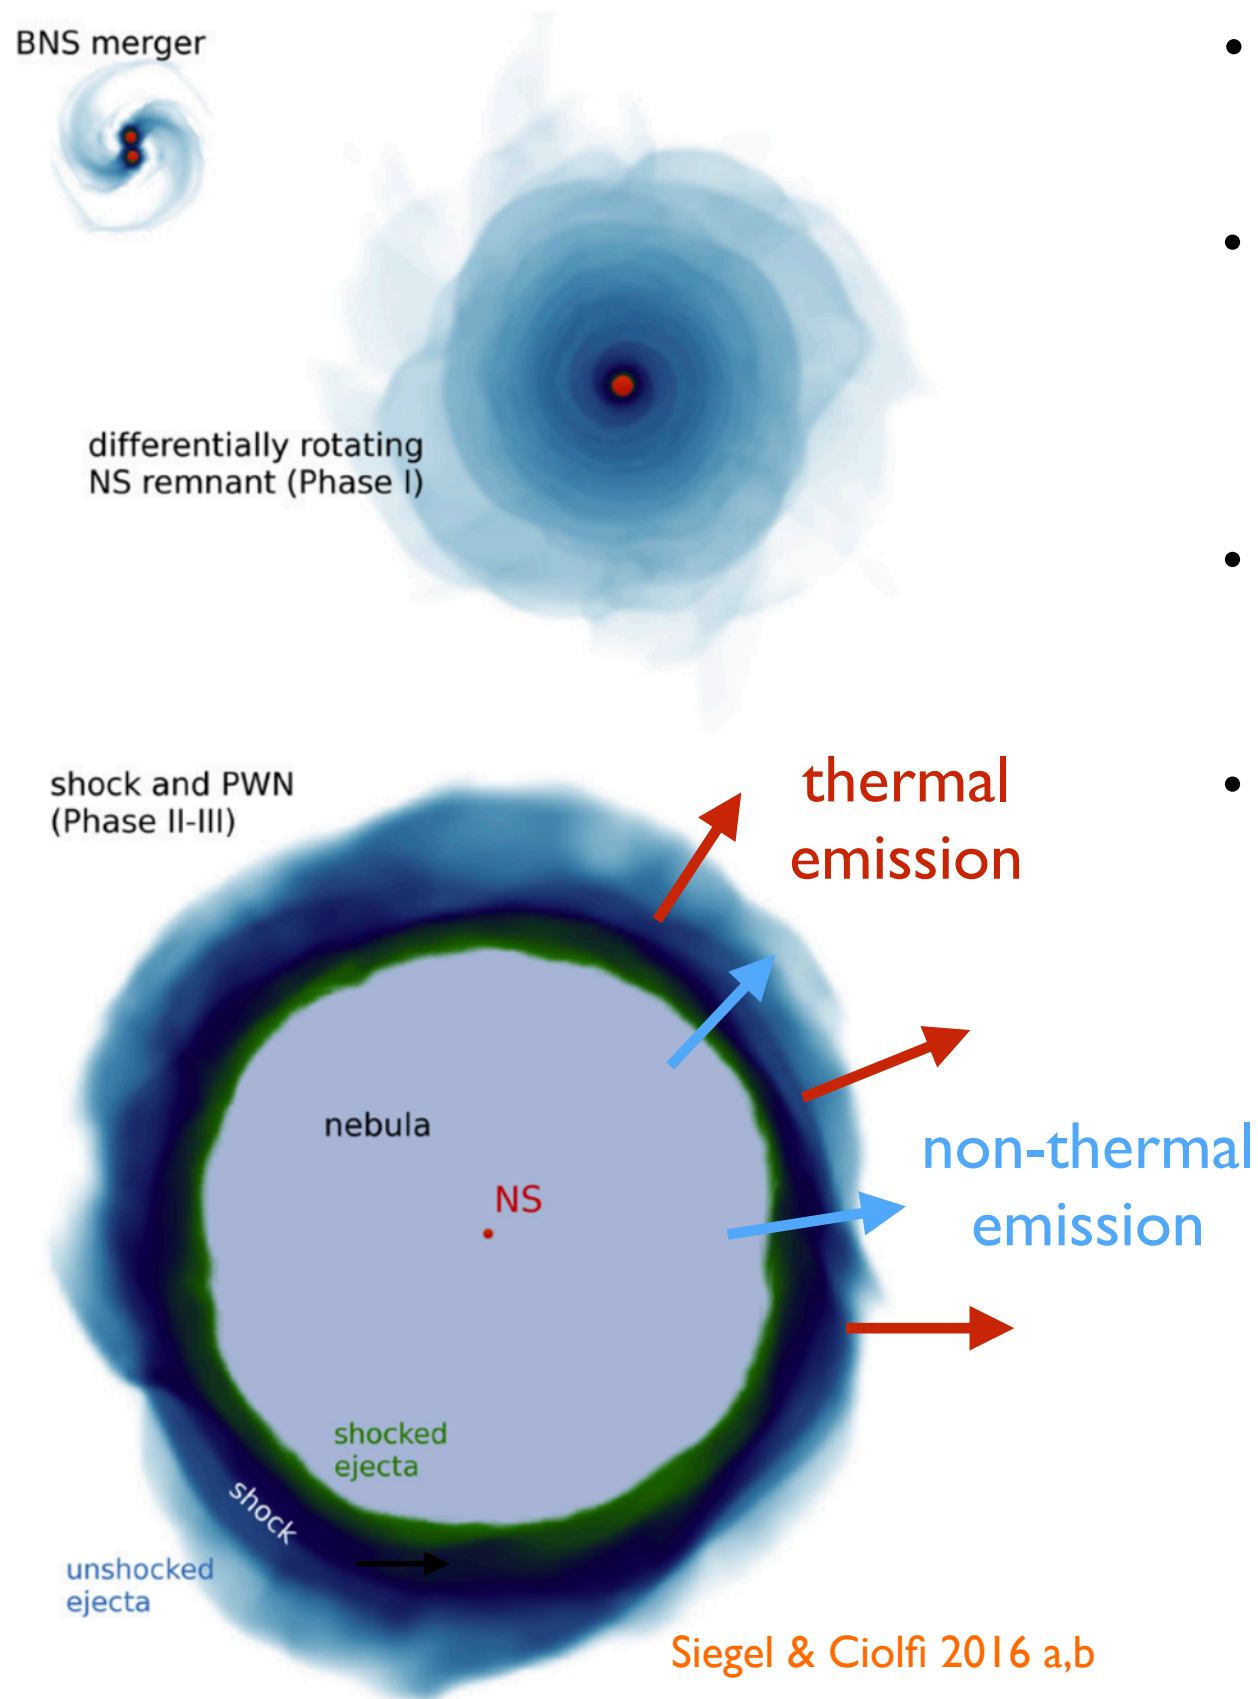 BNS merger
differentially rotating
NS remnant (Phase I)
shock and PWN
(Phase II-III)
thermal
emission
nebula
NS
non-thermal
emission
shocked
ejecta
shock
unshocked
ejecta
Siegel & Ciolfi 2016 a,b